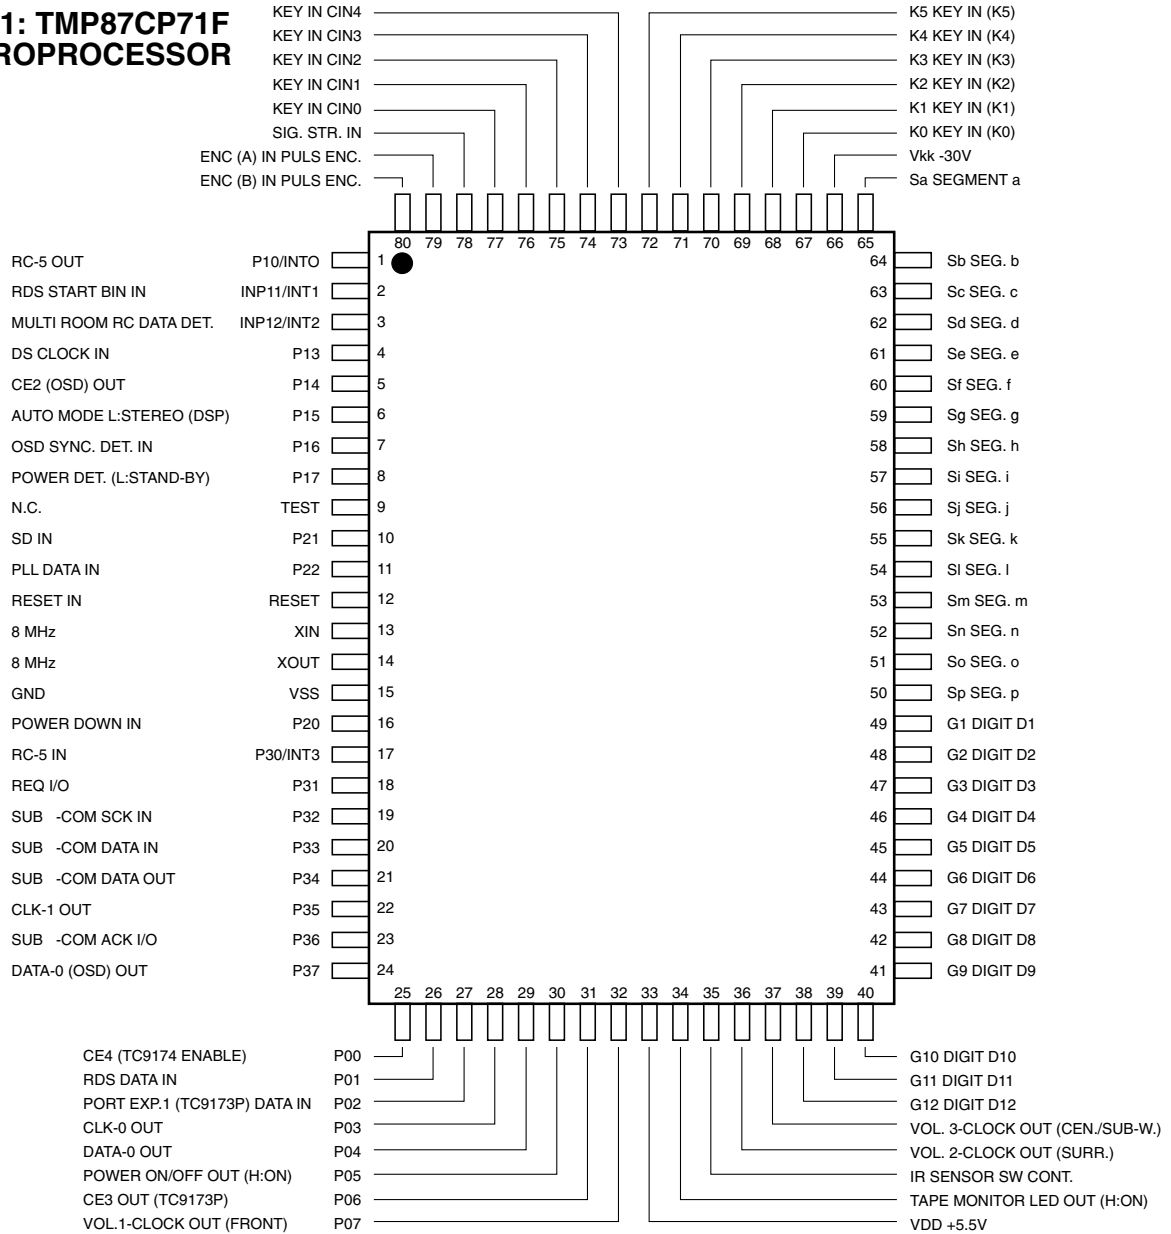 1: TMP87CP71F
ROPROCESSOR
KEY IN CIN4
KEY IN CIN3
KEY IN CIN2
KEY IN CIN1
KEY IN CIN0
SIG. STR. IN
ENC (A) IN PULS ENC.
ENC (B) IN PULS ENC.
K5 KEY IN (K5)
K4 KEY IN (K4)
K3 KEY IN (K3)
K2 KEY IN (K2)
K1 KEY IN (K1)
K0 KEY IN (K0)
Vkk -30V
Sa SEGMENT a
80 79 78 77 76 75 74 73 72 71 70 69 68 67 66 65
RC-5 OUT P10/INTO 1 64 Sb SEG. b
RDS START BIN IN INP11/INT1 2 63 Sc SEG. c
MULTI ROOM RC DATA DET. INP12/INT2 3 62 Sd SEG. d
DS CLOCK IN P13 4 61 Se SEG. e
CE2 (OSD) OUT P14 5 60 Sf SEG. f
AUTO MODE L:STEREO (DSP) P15 6 59 Sg SEG. g
OSD SYNC. DET. IN P16 7 58 Sh SEG. h
POWER DET. (L:STAND-BY) P17 8 57 Si SEG. i
N.C. TEST 9 56 Sj SEG. j
SD IN P21 10 55 Sk SEG. k
PLL DATA IN P22 11 54 Sl SEG. l
RESET IN RESET 12 53 Sm SEG. m
8 MHz XIN 13 52 Sn SEG. n
8 MHz XOUT 14 51 So SEG. o
GND VSS 15 50 Sp SEG. p
POWER DOWN IN P20 16 49 G1 DIGIT D1
RC-5 IN P30/INT3 17 48 G2 DIGIT D2
REQ I/O P31 18 47 G3 DIGIT D3
SUB -COM SCK IN P32 19 46 G4 DIGIT D4
SUB -COM DATA IN P33 20 45 G5 DIGIT D5
SUB -COM DATA OUT P34 21 44 G6 DIGIT D6
CLK-1 OUT P35 22 43 G7 DIGIT D7
SUB -COM ACK I/O P36 23 42 G8 DIGIT D8
DATA-0 (OSD) OUT P37 24 41 G9 DIGIT D9
25 26 27 28 29 30 31 32 33 34 35 36 37 38 39 40
CE4 (TC9174 ENABLE) P00
RDS DATA IN P01
PORT EXP.1 (TC9173P) DATA IN P02
CLK-0 OUT P03
DATA-0 OUT P04
POWER ON/OFF OUT (H:ON) P05
CE3 OUT (TC9173P) P06
VOL.1-CLOCK OUT (FRONT) P07
G10 DIGIT D10
G11 DIGIT D11
G12 DIGIT D12
VOL. 3-CLOCK OUT (CEN./SUB-W.)
VOL. 2-CLOCK OUT (SURR.)
IR SENSOR SW CONT.
TAPE MONITOR LED OUT (H:ON)
VDD +5.5V